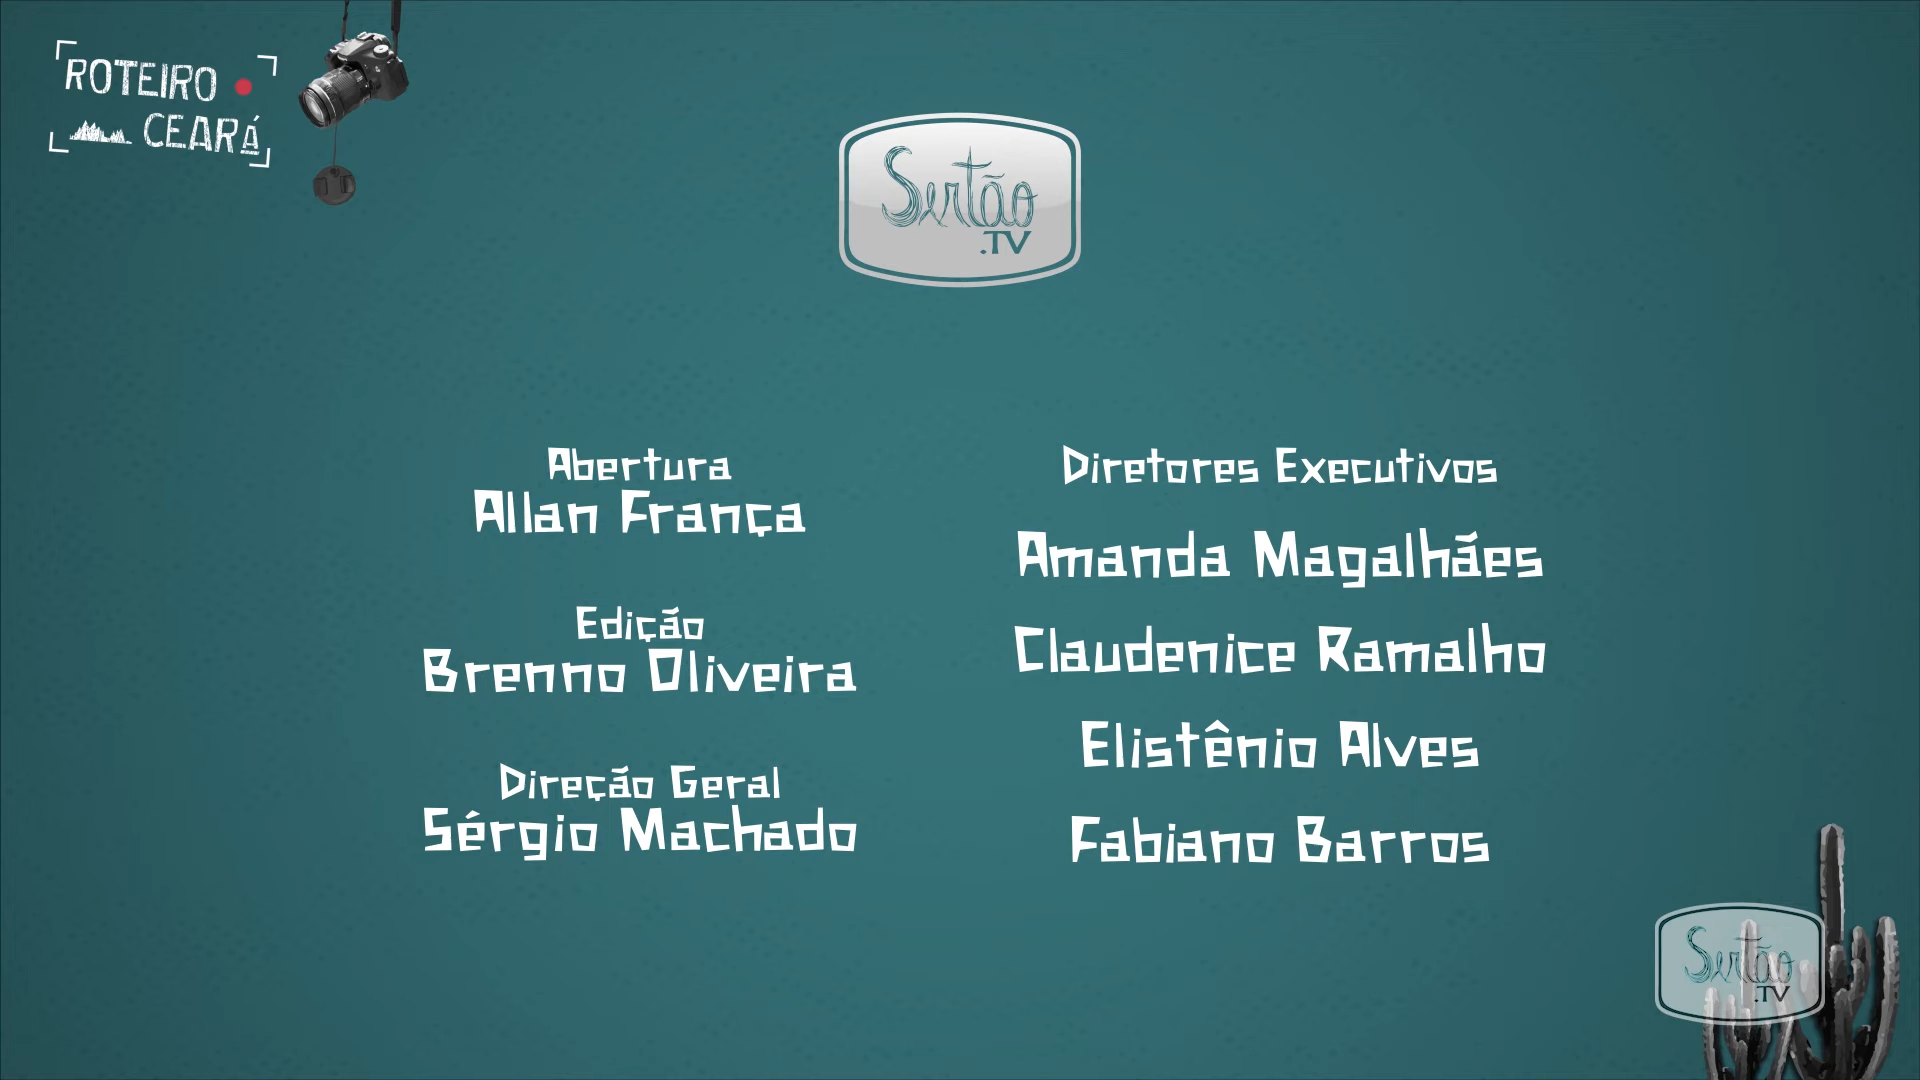 ROTEIRO
CEARÁ
Sertão
.TV
Abertura
Allan França
Edição
Brenno Oliveira
Direção Geral
Sérgio Machado
Diretores Executivos
Amanda Magalhães
Claudenice Ramalho
Elistênio Alves
Fabiano Barros
Sertão
.TV